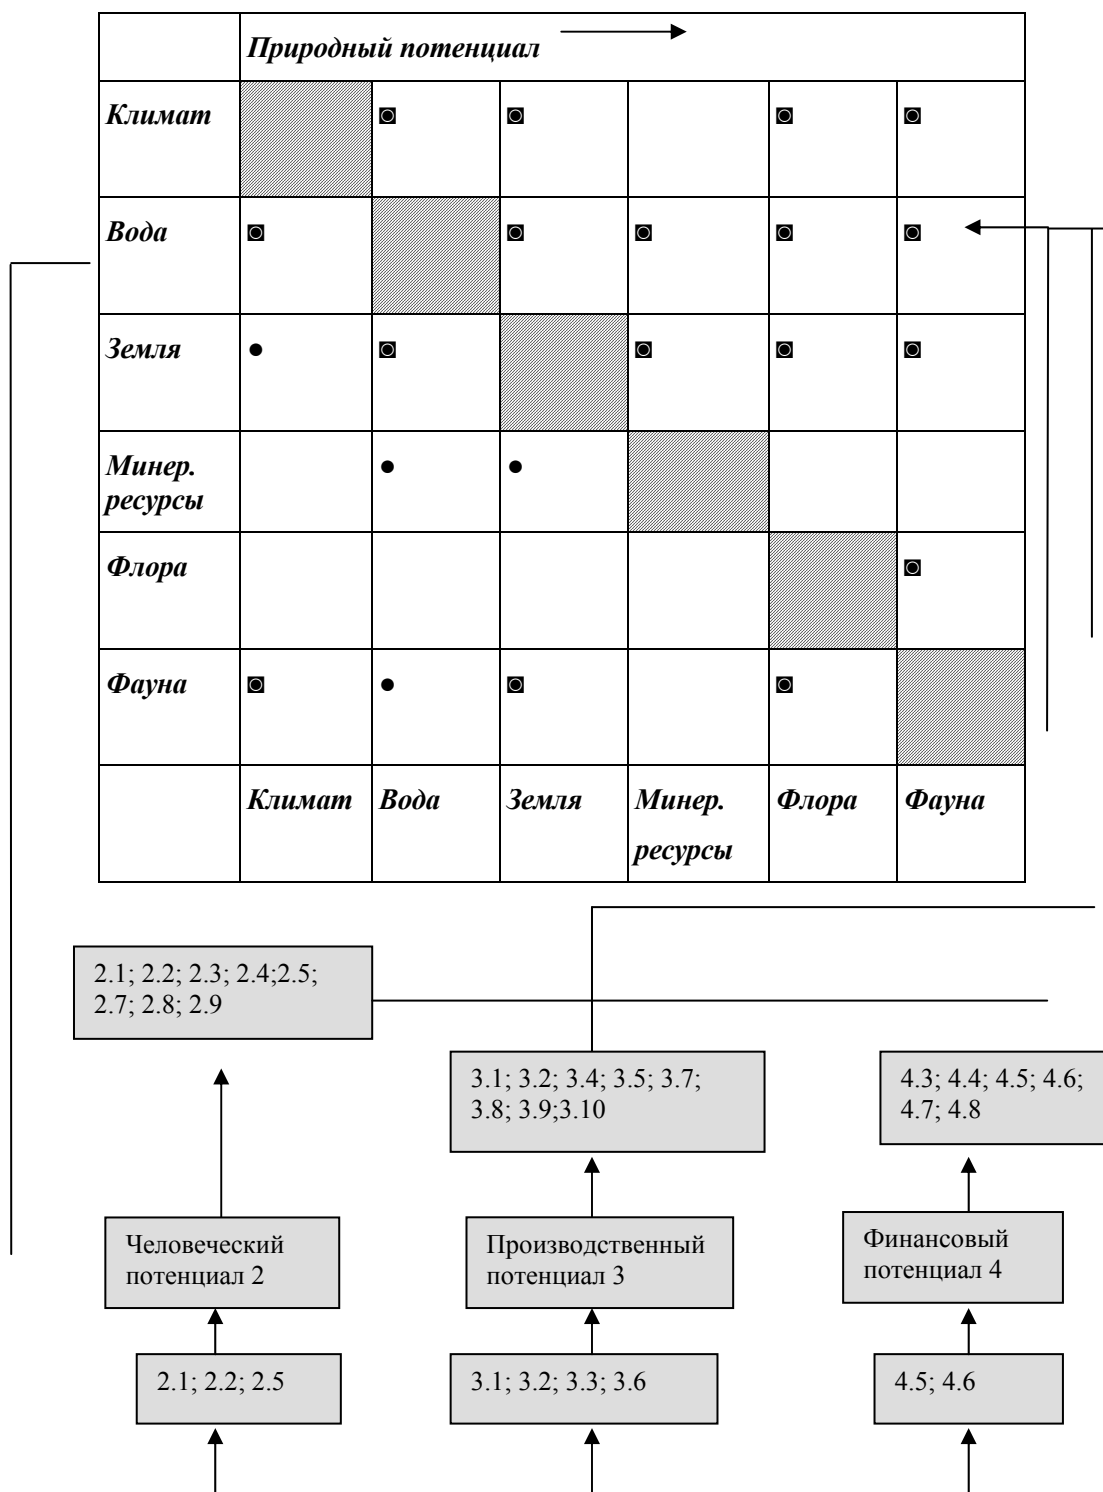 Природный потенциал
Климат
◙ ◙ ◙ ◙
Вода
◙ ◙ ◙ ◙ ◙
Земля
● ◙ ◙ ◙ ◙
Минер.
ресурсы
● ●
Флора
◙
Фауна
◙ ● ◙ ◙
Климат Вода Земля Минер. Флора Фауна
ресурсы
2.1; 2.2; 2.3; 2.4;2.5;
2.7; 2.8; 2.9
3.1; 3.2; 3.4; 3.5; 3.7;
3.8; 3.9;3.10
4.3; 4.4; 4.5; 4.6;
4.7; 4.8
Человеческий
потенциал 2
Производственный
потенциал 3
Финансовый
потенциал 4
2.1; 2.2; 2.5
3.1; 3.2; 3.3; 3.6
4.5; 4.6